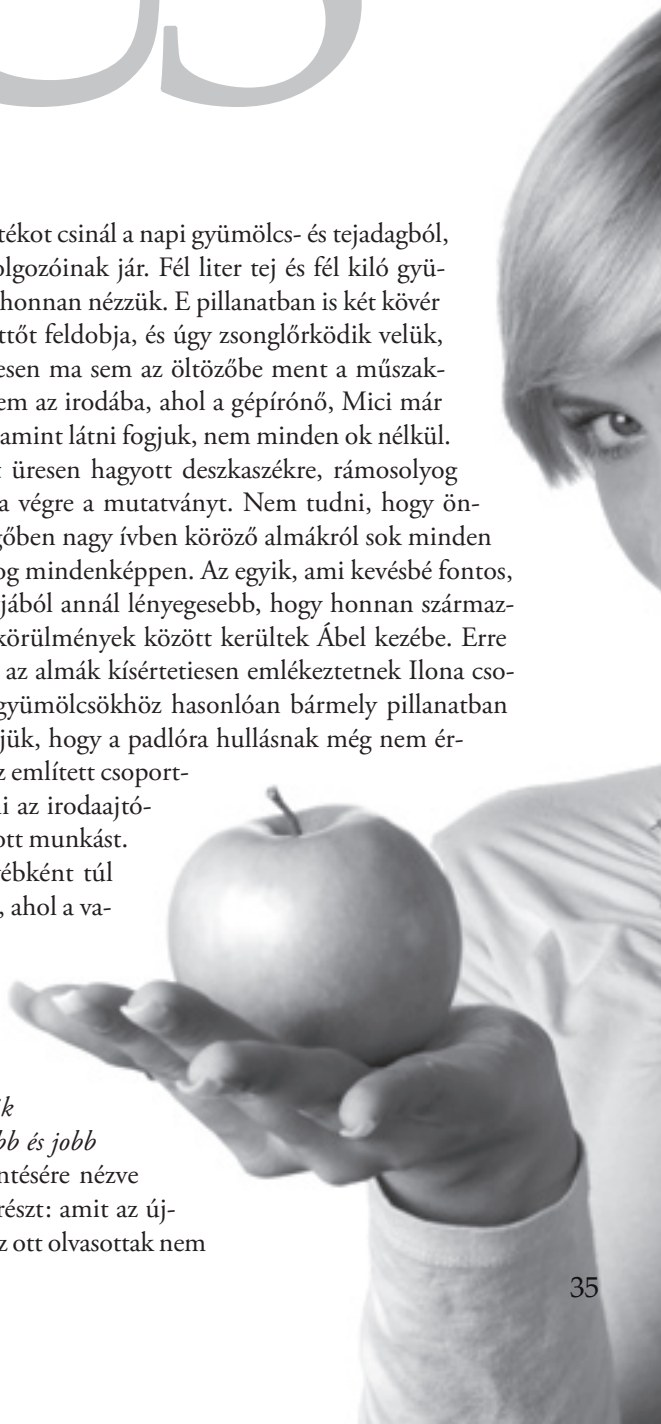 CS
tékot csinál a napi gyümölcs- és tejadagból,
olgozóinak jár. Fél liter tej és fél kiló gyü-
honnan nézzük. E pillanatban is két kövér
ttőt feldobja, és úgy zsonglőrködik velük,
esen ma sem az öltözőbe ment a műszak-
em az irodába, ahol a gépírónő, Mici már
amint látni fogjuk, nem minden ok nélkül.
t üresen hagyott deszkaszékre, rámosolyog
a végre a mutatványt. Nem tudni, hogy ön-
gőben nagy ívben köröző almákról sok minden
og mindenképpen. Az egyik, ami kevésbé fontos,
jából annál lényegesebb, hogy honnan származ-
körülmények között kerültek Ábel kezébe. Erre
az almák kísértetiesen emlékeztetnek Ilona cso-
gyümölcsökhöz hasonlóan bármely pillanatban
jük, hogy a padlóra hullásnak még nem ér-
z említett csoport-
ni az irodaajtó-
ott munkást.
yébként túl
, ahol a va-
k
bb és jobb
ntésére nézve
részt: amit az új-
z ott olvasottak nem
35